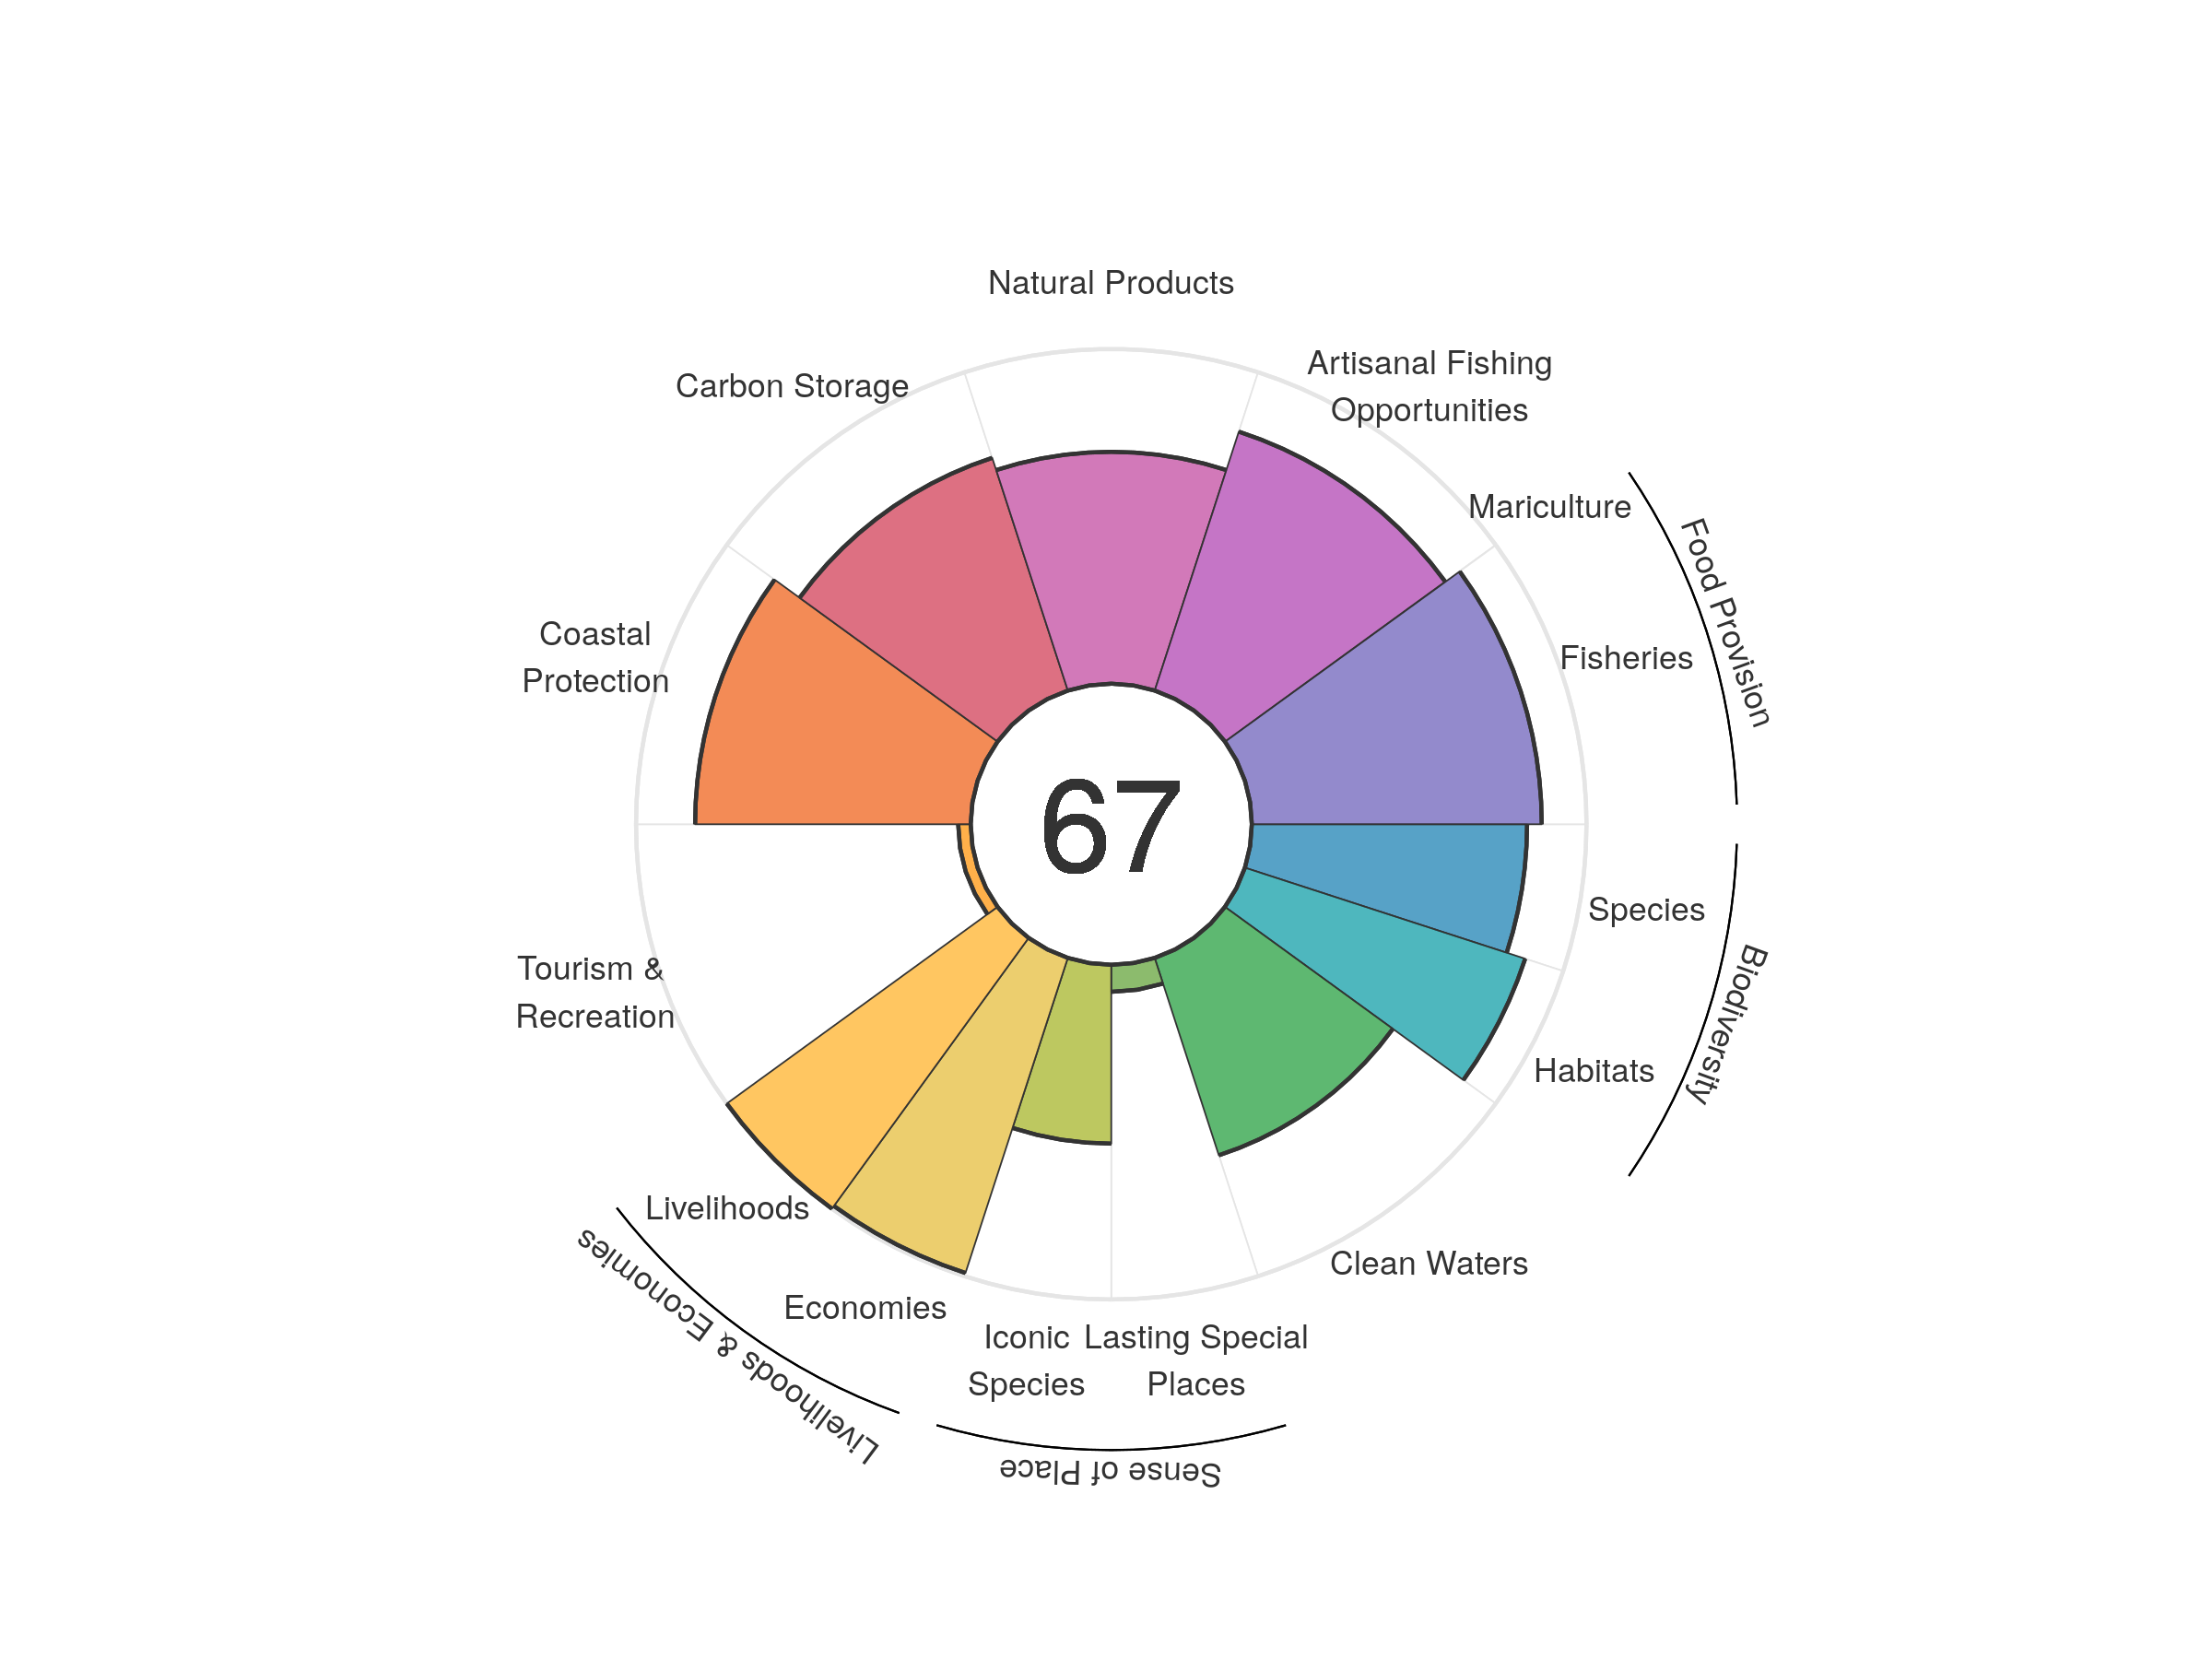 Natural Products
Artisanal Fishing
Opportunities
Carbon Storage
Mariculture
Food Provision
Coastal
Protection
Fisheries
67
Species
Biodiversity
Tourism &
Recreation
Habitats
Livelihoods
Livelihoods & Economies
Clean Waters
Economies
Iconic
Species
Lasting Special
Places
Sense of Place